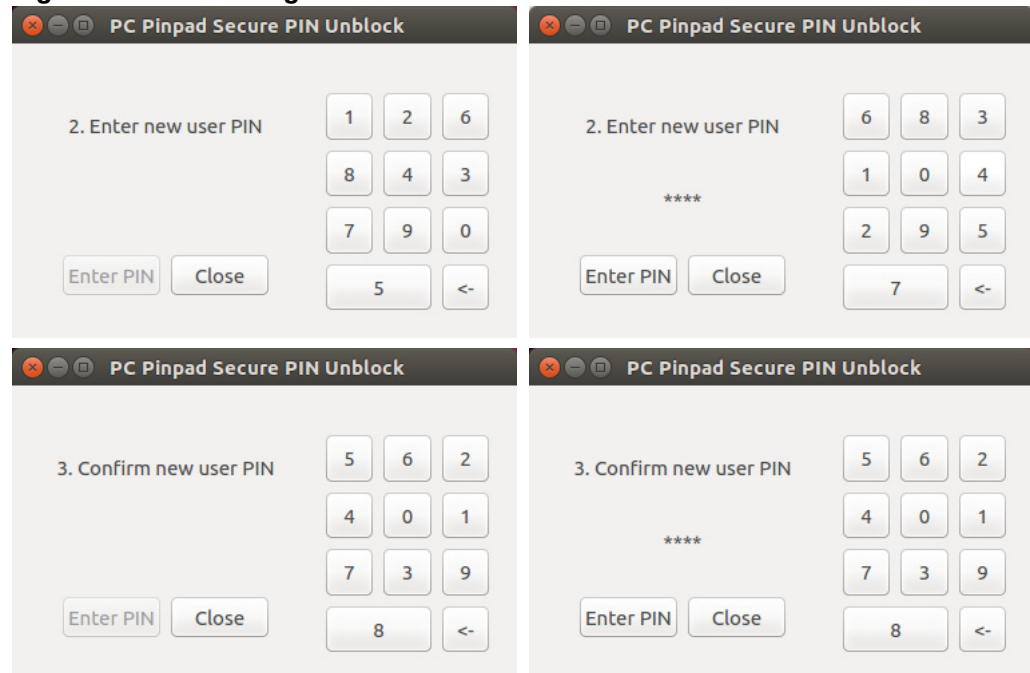 PC Pinpad Secure PIN Unblock
2. Enter new user PIN
1 2 6
8 4 3
7 9 0
5 <-
Enter PIN Close
PC Pinpad Secure PIN Unblock
2. Enter new user PIN
****
6 8 3
1 0 4
2 9 5
7 <-
Enter PIN Close
PC Pinpad Secure PIN Unblock
3. Confirm new user PIN
5 6 2
4 0 1
7 3 9
8 <-
Enter PIN Close
PC Pinpad Secure PIN Unblock
3. Confirm new user PIN
****
5 6 2
4 0 1
7 3 9
8 <-
Enter PIN Close